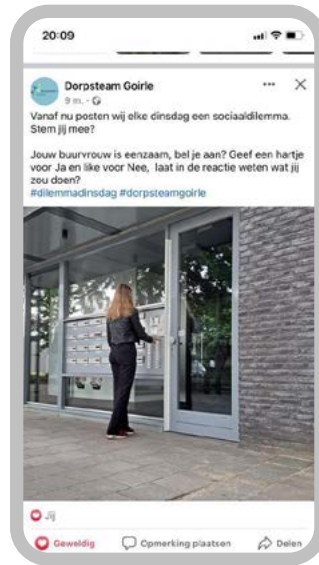 20:09
Dorpsteam Goirle
9 m.
Vanaf nu posten wij elke dinsdag een sociaaldilemma.
Stem jij mee?
Jouw buurvrouw is eenzaam, bel je aan? Geef een hartje
voor Ja en like voor Nee, laat in de reactie weten wat jij
zou doen?
#dilemmadinsdag #dorpsteamgoirle
Jij
Geweldig Opmerking plaatsen Delen